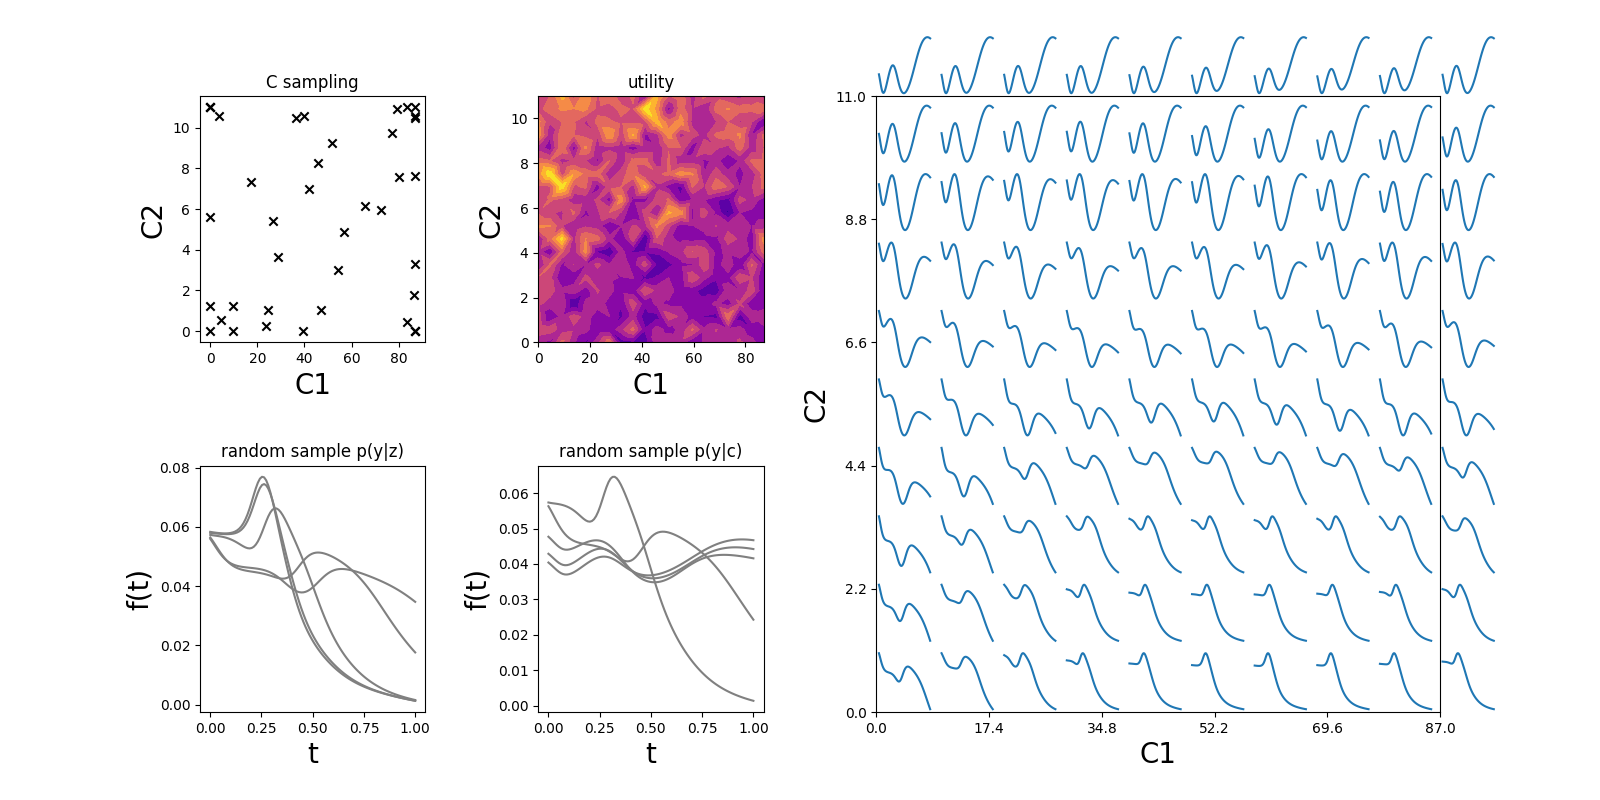 C sampling
C2
10
8
6
4
2
0
0 20 40 60 80
C1
utility
C2
10
8
6
4
2
0
0 20 40 60 80
C1
random sample p(y|z)
f(t)
0.08
0.06
0.04
0.02
0.00
0.00 0.25 0.50 0.75 1.00
t
random sample p(y|c)
f(t)
0.06
0.05
0.04
0.03
0.02
0.01
0.00
0.00 0.25 0.50 0.75 1.00
t
C2
11.0
8.8
6.6
4.4
2.2
0.0
0.0 17.4 34.8 52.2 69.6 87.0
C1